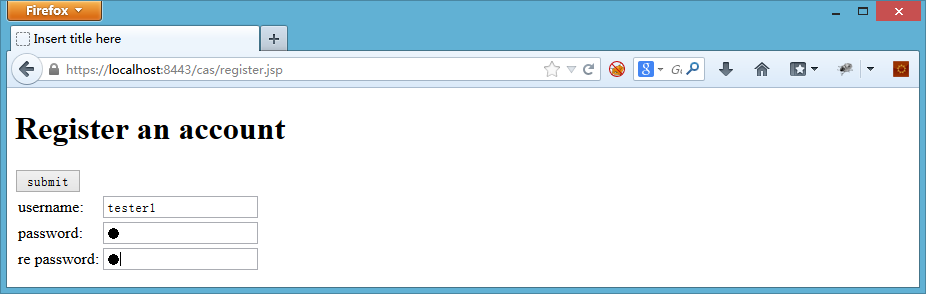 Firefox
Insert title here
https://localhost:8443/cas/register.jsp
Register an account
submit
username: tester1
password:
re password: